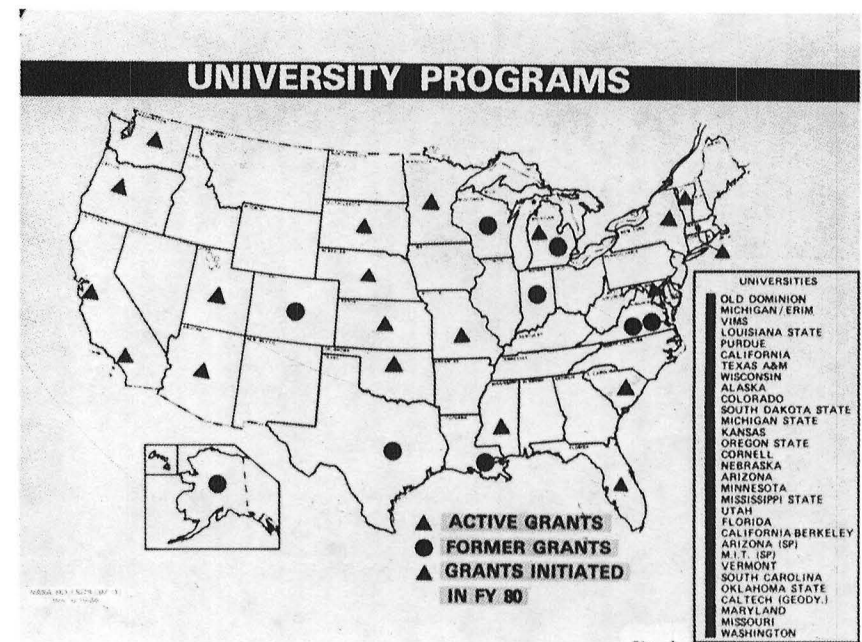 UNIVERSITY PROGRAMS
ACTIVE GRANTS
FORMER GRANTS
GRANTS INITIATED
IN FY 80
UNIVERSITIES
OLD DOMINION
MICHIGAN/ERIM
VIMS
LOUISIANA STATE
PURDUE
CALIFORNIA
TEXAS A&M
WISCONSIN
ALASKA
COLORADO
SOUTH DAKOTA STATE
MICHIGAN STATE
KANSAS
OREGON STATE
CORNELL
NEBRASKA
ARIZONA
MINNESOTA
MISSISSIPPI STATE
UTAH
FLORIDA
CALIFORNIA-BERKELEY
ARIZONA (SP)
M.I.T. (SP)
VERMONT
SOUTH CAROLINA
OKLAHOMA STATE
CALTECH (GEODY.)
MARYLAND
MISSOURI
WASHINGTON